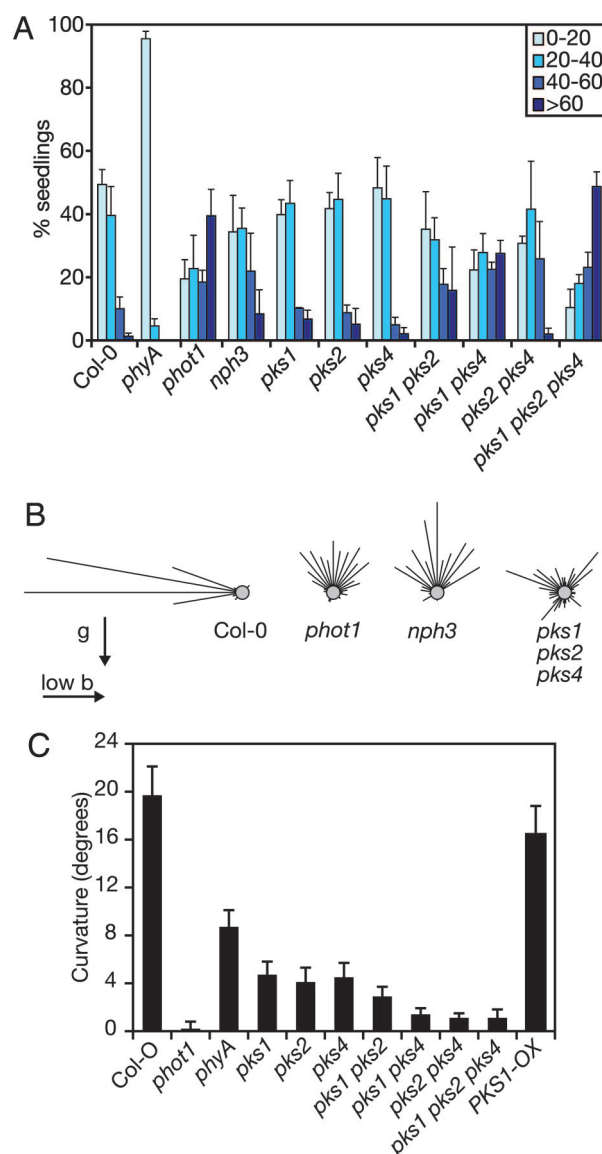 A
100
80
60
40
20
0
% seedlings
0-20
20-40
40-60
>60
Col-0
phyA
phot1
nph3
pks1
pks2
pks4
pks1 pks2
pks1 pks4
pks2 pks4
pks1 pks2 pks4
B
g
low b
Col-0
phot1
nph3
pks1
pks2
pks4
C
24
20
16
12
8
4
0
Curvature (degrees)
Col-O
phot1
phyA
pks1
pks2
pks4
pks1 pks2
pks1 pks4
pks2 pks4
pks1 pks2 pks4
PKS1-OX